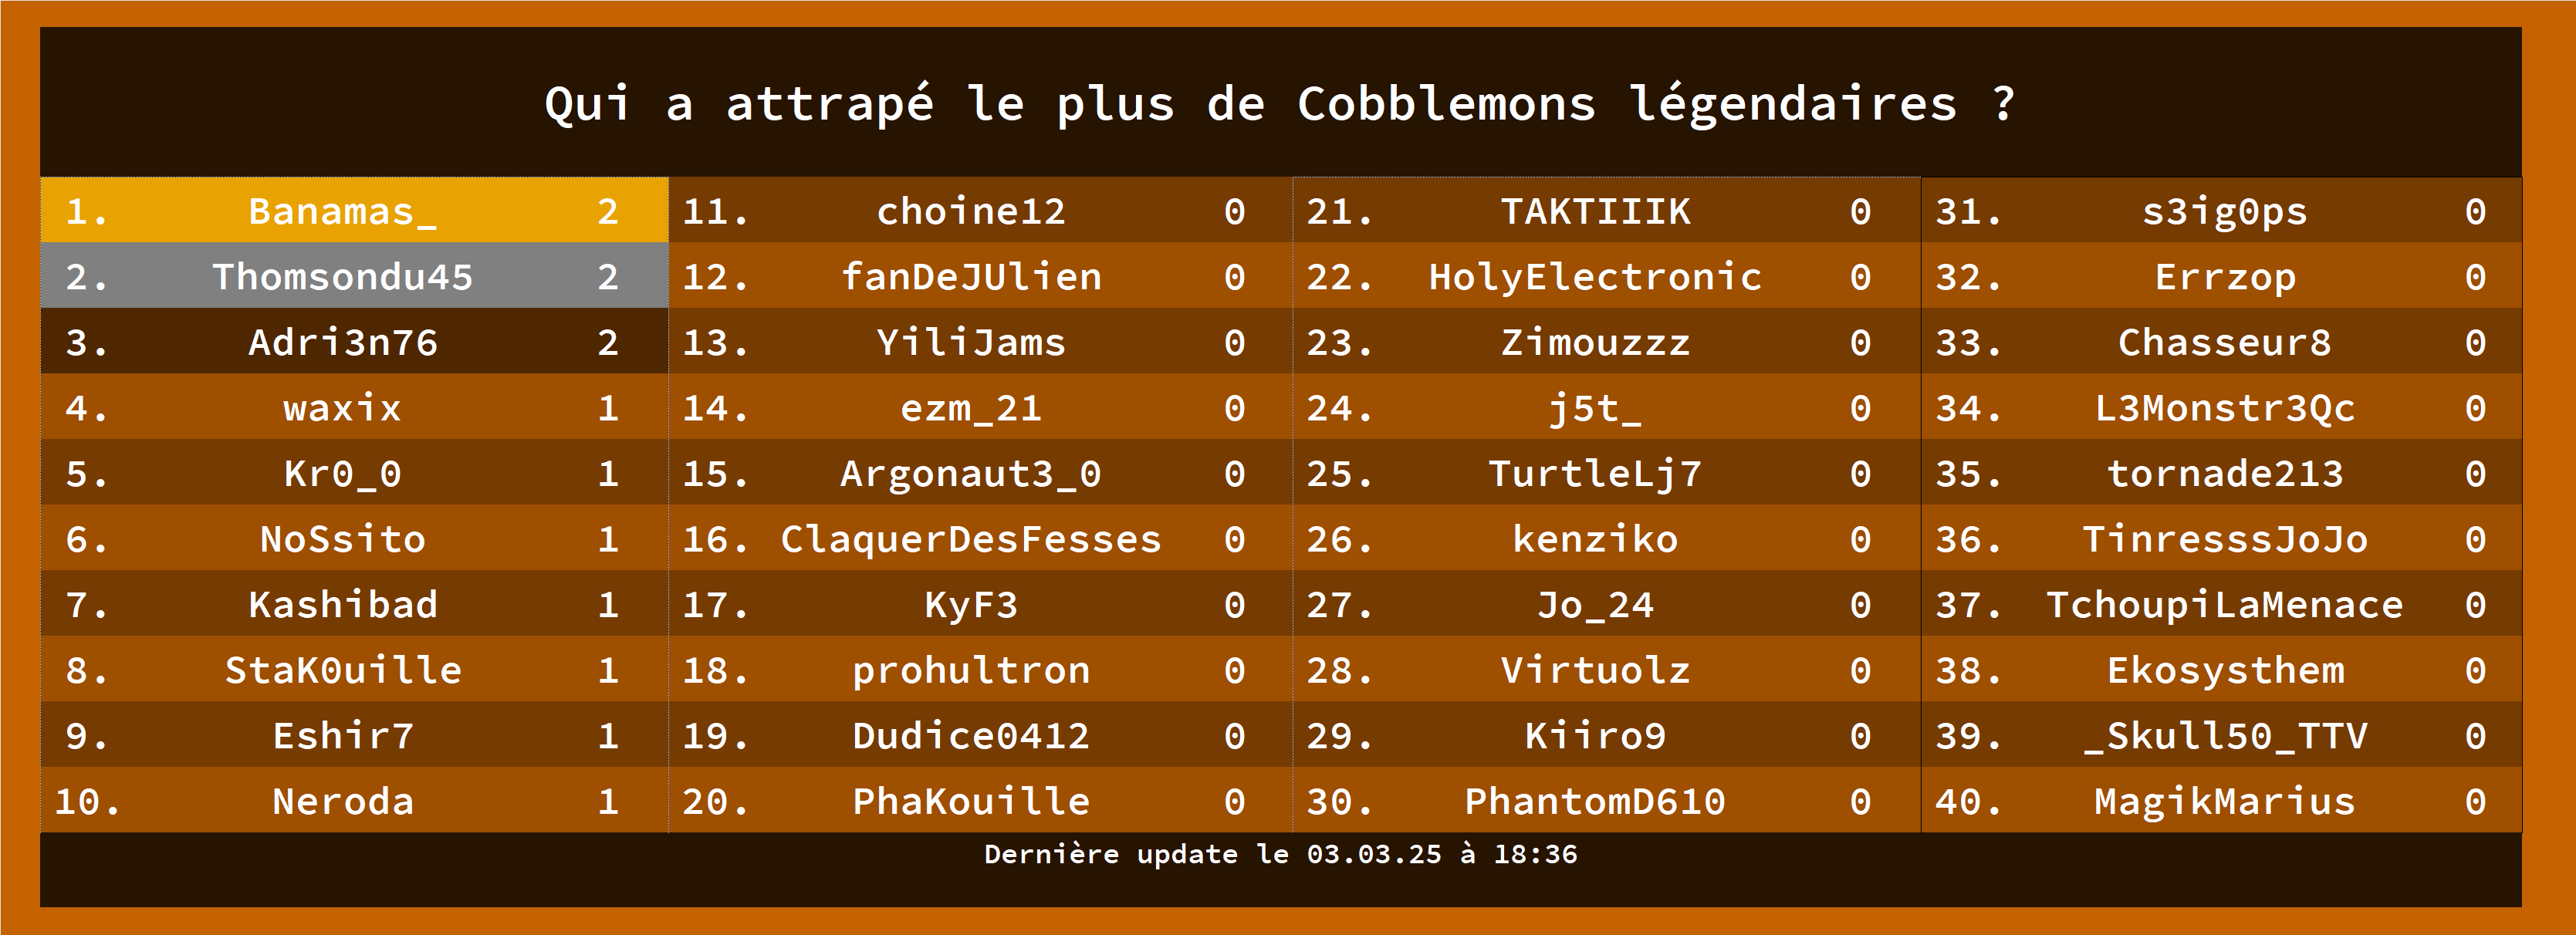 Qui a attrapé le plus de Cobblemons légendaires ?
1. Banamas_ 2
2. Thomsondu45 2
3. Adri3n76 2
4. waxix 1
5. Kr0_0 1
6. NoSsito 1
7. Kashibad 1
8. StaK0uille 1
9. Eshir7 1
10. Neroda 1
11. choine12 0
12. fanDeJUlien 0
13. YiliJams 0
14. ezm_21 0
15. Argonaut3_0 0
16. ClaquerDesFesses 0
17. KyF3 0
18. prohultron 0
19. Dudice0412 0
20. PhaKouille 0
21. TAKTIIIK 0
22. HolyElectronic 0
23. Zimouzzz 0
24. j5t_ 0
25. TurtleLj7 0
26. kenziko 0
27. Jo_24 0
28. Virtuolz 0
29. Kiiro9 0
30. PhantomD610 0
31. s3ig0ps 0
32. Errzop 0
33. Chasseur8 0
34. L3Monstr3Qc 0
35. tornade213 0
36. TinresssJoJo 0
37. TchoupiLaMenace 0
38. Ekosysthem 0
39. _Skull50_TTV 0
40. MagikMarius 0
Dernière update le 03.03.25 à 18:36